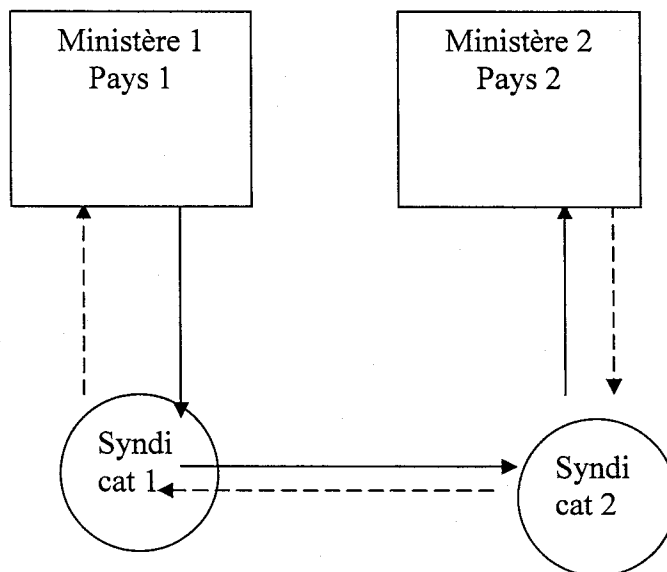 Ministère 1
Pays 1
Ministère 2
Pays 2
Syndi
cat 1
Syndi
cat 2